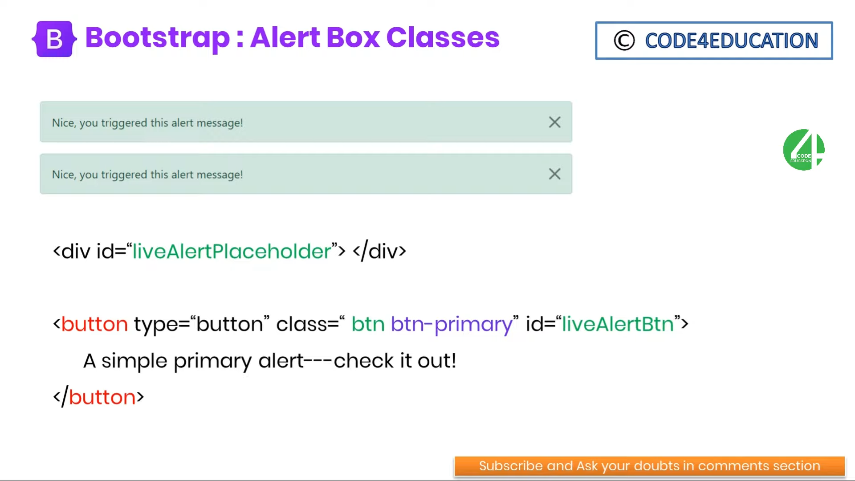 B Bootstrap : Alert Box Classes
© CODE4EDUCATION
Nice, you triggered this alert message!
Nice, you triggered this alert message!
4
CODE
<div id=“liveAlertPlaceholder”> </div>
<button type=“button” class=“ btn btn-primary” id=“liveAlertBtn”>
A simple primary alert---check it out!
</button>
Subscribe and Ask your doubts in comments section